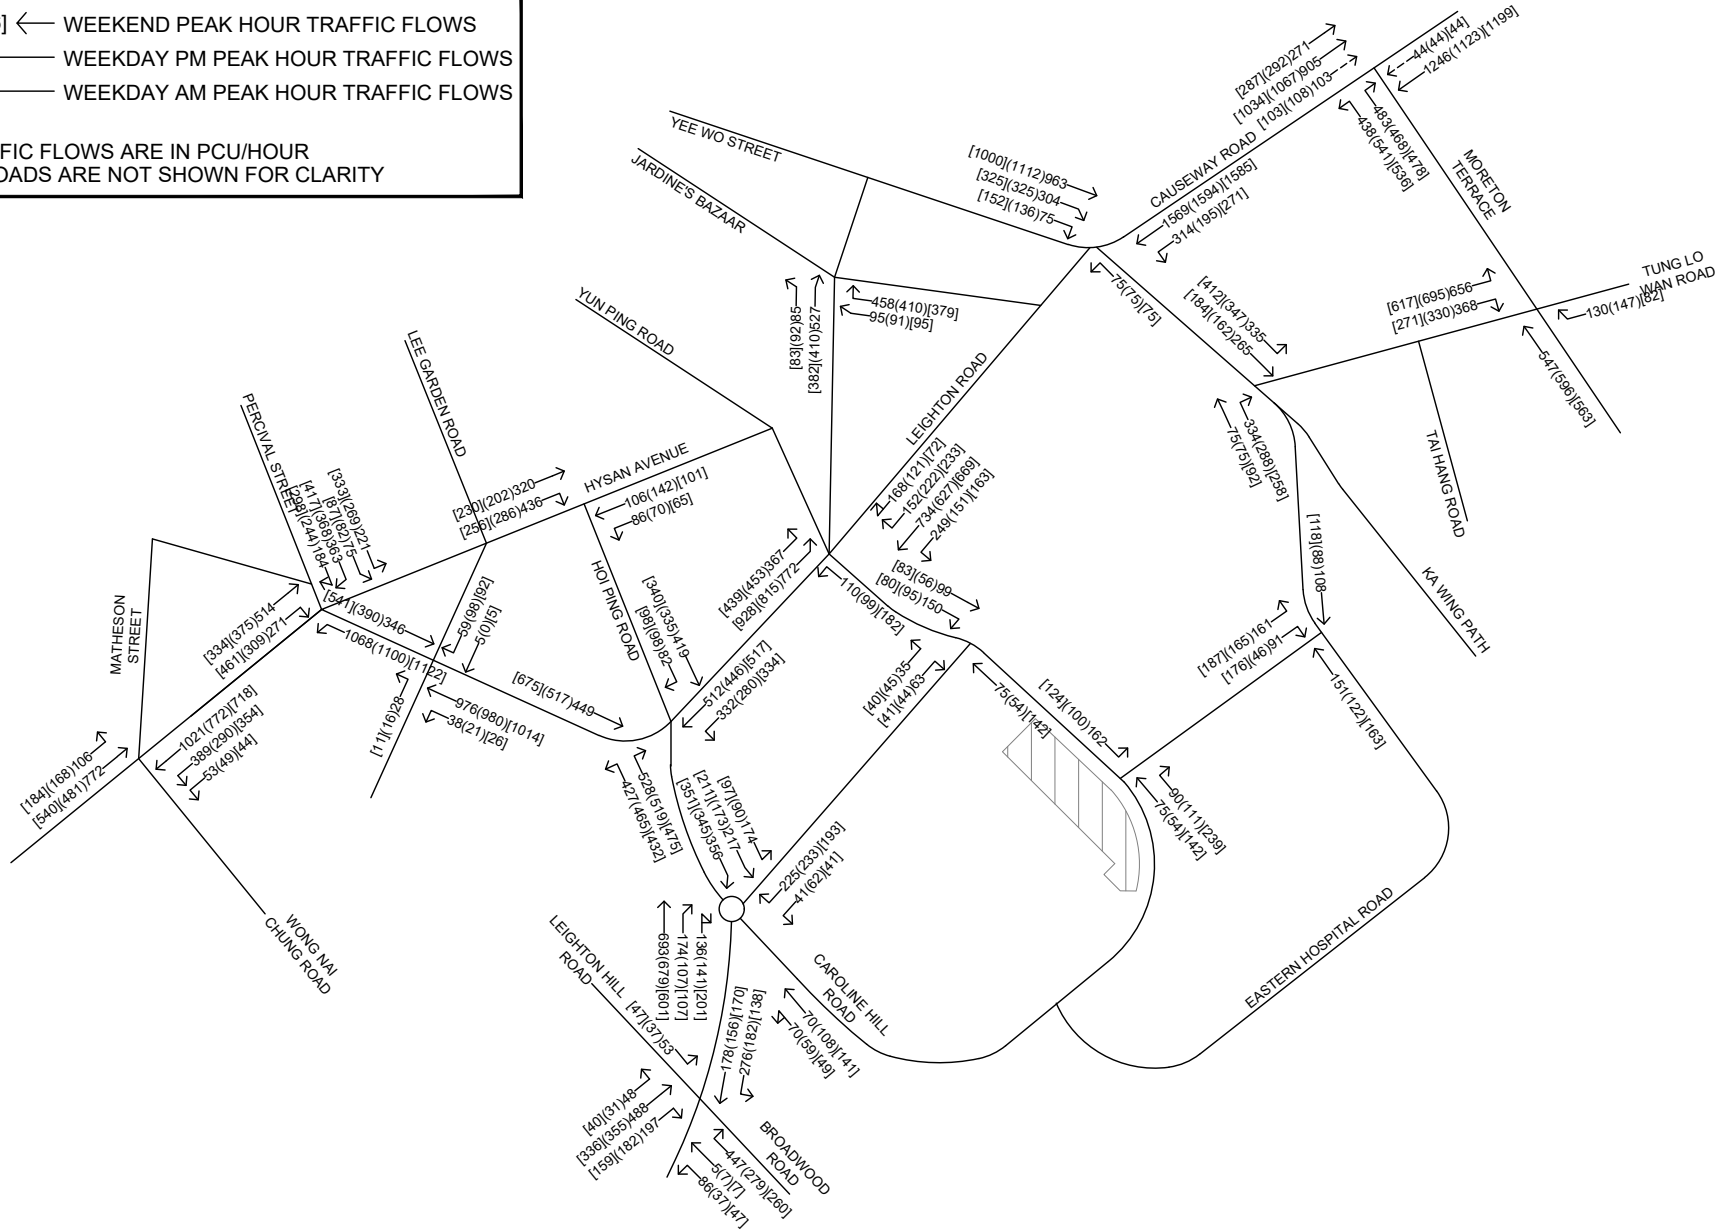 ] ← WEEKEND PEAK HOUR TRAFFIC FLOWS
WEEKDAY PM PEAK HOUR TRAFFIC FLOWS
WEEKDAY AM PEAK HOUR TRAFFIC FLOWS
FIC FLOWS ARE IN PCU/HOUR
OADS ARE NOT SHOWN FOR CLARITY
[287](292)271
[1034](1067)905
[103](108)103
44(44)[44]
1246(1123)[1199]
483(468)[478]
438(541)[536]
YEE WO STREET
JARDINE'S BAZAAR
[1000](1112)963
[325](325)304
[152](136)75
CAUSEWAY ROAD
1569(1594)[1585]
314(195)[271]
MORETON
TERRACE
TUNG LO
WAN ROAD
75(75)[75]
[412](347)335
[184](162)265
[617](695)656
[271](330)368
130(147)[82]
547(596)[563]
YUN PING ROAD
[83](92)85
[382](410)527
458(410)[379]
95(91)[95]
LEIGHTON ROAD
334(288)[258]
75(75)[92]
TAI HANG ROAD
LEE GARDEN ROAD
PERCIVAL STREET
HYSAN AVENUE
[230](202)320
[256](286)436
106(142)[101]
86(70)[65]
168(121)[72]
152(222)[233]
734(627)[669]
249(151)[163]
[333](269)221
[87](82)75
[417](368)363
[298](244)184
[118](88)108
KA WING PATH
HOI PING ROAD
[439](453)367
[928](815)772
110(99)[182]
[83](56)99
[80](95)150
MATHESON
STREET
[334](375)514
[461](309)271
[541](390)346
1068(1100)[1122]
59(98)[92]
5(0)[5]
[340](335)419
[98](98)82
512(446)[517]
332(280)[334]
[187](165)161
[176](46)91
151(122)[163]
[40](45)35
[41](44)63
75(54)[142]
[124](100)162
[675](517)449
976(980)[1014]
38(21)[26]
[11](16)28
1021(772)[718]
389(290)[354]
53(49)[44]
[184](168)106
[540](481)772
528(519)[475]
427(465)[432]
[97](90)174
[211](173)217
[351](345)356
90(111)[239]
75(54)[142]
225(233)[193]
41(62)[41]
WONG NAI
CHUNG ROAD
LEIGHTON HILL
ROAD
693(679)[601]
174(107)[107]
136(141)[201]
CAROLINE HILL
ROAD
EASTERN HOSPITAL ROAD
[47](37)53
178(156)[170]
276(182)[138]
70(108)[141]
70(59)[49]
[40](31)48
[336](355)488
[159](182)197
BROADWOOD
ROAD
447(279)[260]
5(7)[7]
86(37)[47]